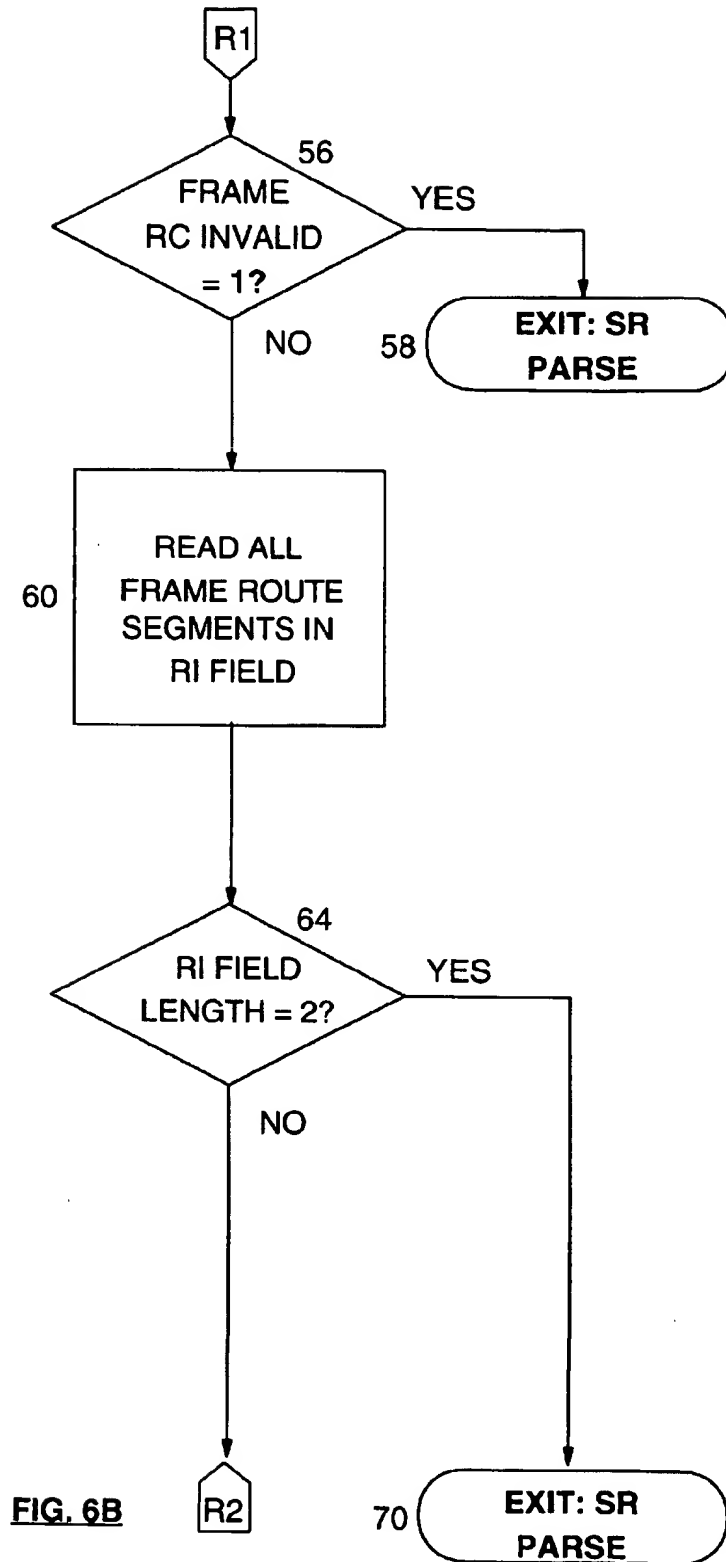 R1
56
FRAME
RC INVALID
= 1?
YES
NO
58
EXIT: SR
PARSE
60
READ ALL
FRAME ROUTE
SEGMENTS IN
RI FIELD
64
RI FIELD
LENGTH = 2?
YES
NO
FIG. 6B
R2
70
EXIT: SR
PARSE